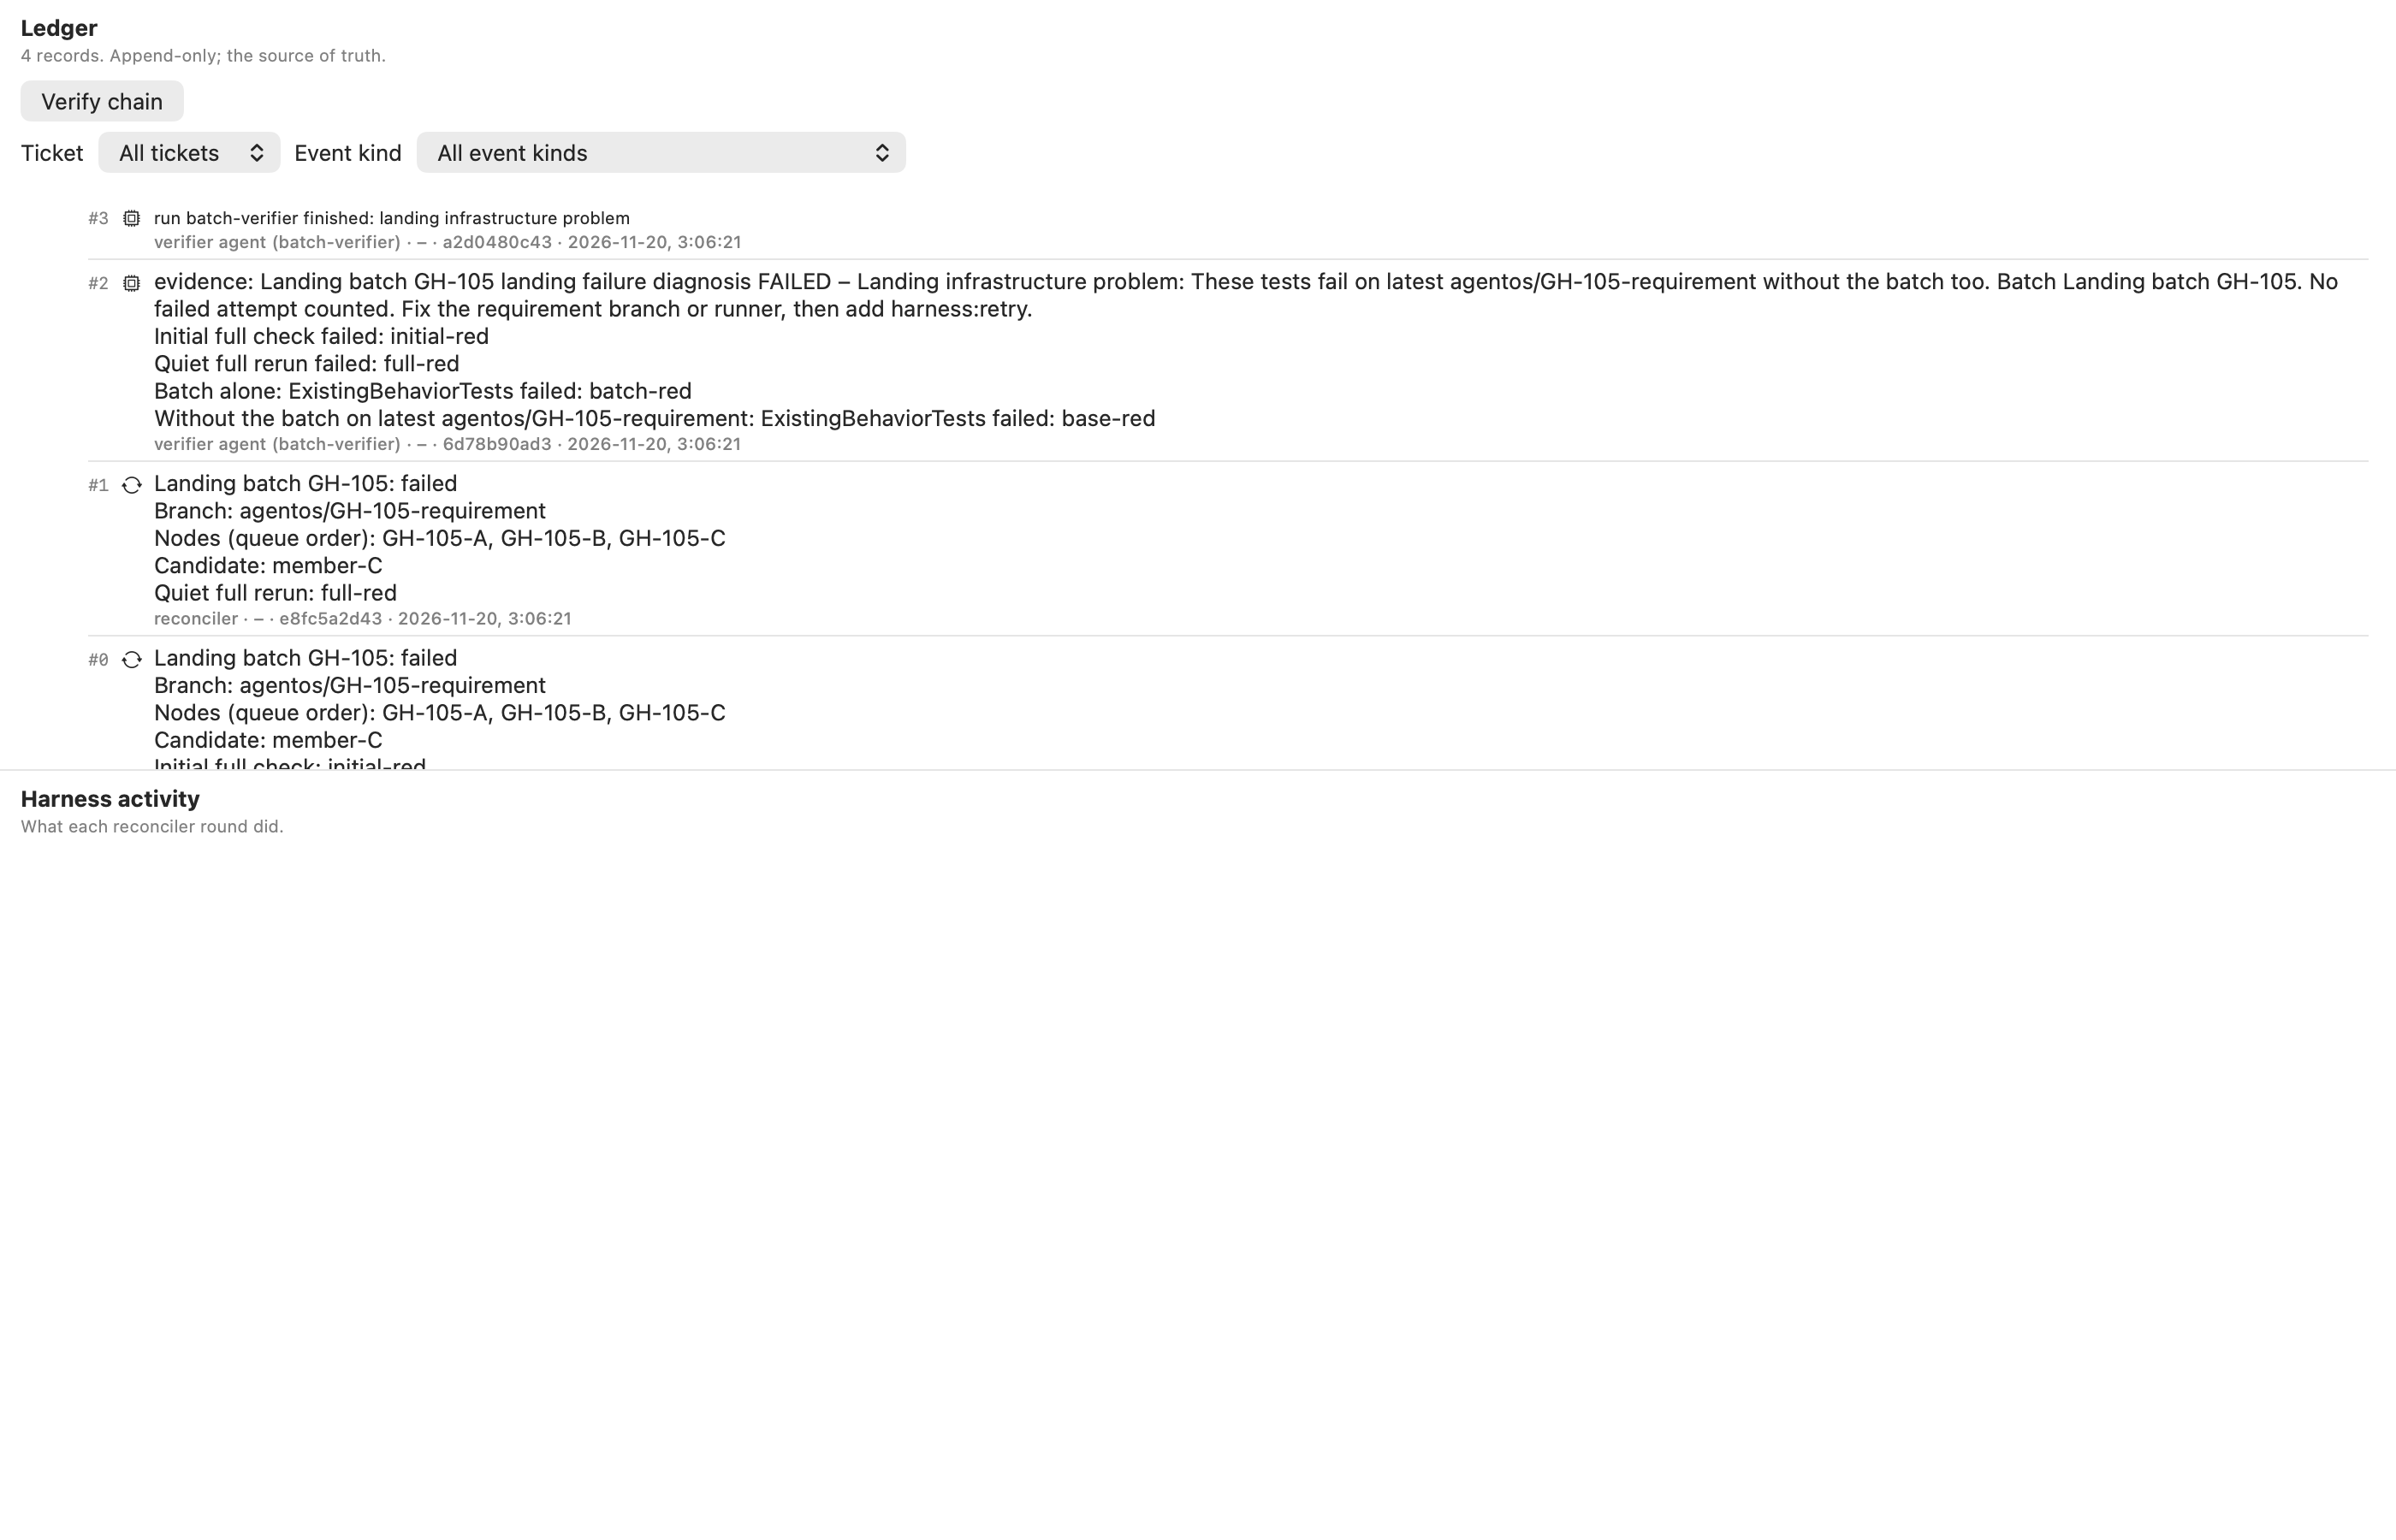 Ledger
4 records. Append-only; the source of truth.
Verify chain
Ticket All tickets Event kind All event kinds
#3 run batch-verifier finished: landing infrastructure problem
verifier agent (batch-verifier) · – · a2d0480c43 · 2026-11-20, 3:06:21
#2 evidence: Landing batch GH-105 landing failure diagnosis FAILED – Landing infrastructure problem: These tests fail on latest agentos/GH-105-requirement without the batch too. Batch Landing batch GH-105. No
failed attempt counted. Fix the requirement branch or runner, then add harness:retry.
Initial full check failed: initial-red
Quiet full rerun failed: full-red
Batch alone: ExistingBehaviorTests failed: batch-red
Without the batch on latest agentos/GH-105-requirement: ExistingBehaviorTests failed: base-red
verifier agent (batch-verifier) · – · 6d78b90ad3 · 2026-11-20, 3:06:21
#1 Landing batch GH-105: failed
Branch: agentos/GH-105-requirement
Nodes (queue order): GH-105-A, GH-105-B, GH-105-C
Candidate: member-C
Quiet full rerun: full-red
reconciler · – · e8fc5a2d43 · 2026-11-20, 3:06:21
#0 Landing batch GH-105: failed
Branch: agentos/GH-105-requirement
Nodes (queue order): GH-105-A, GH-105-B, GH-105-C
Candidate: member-C
Initial full check: initial-red
Harness activity
What each reconciler round did.